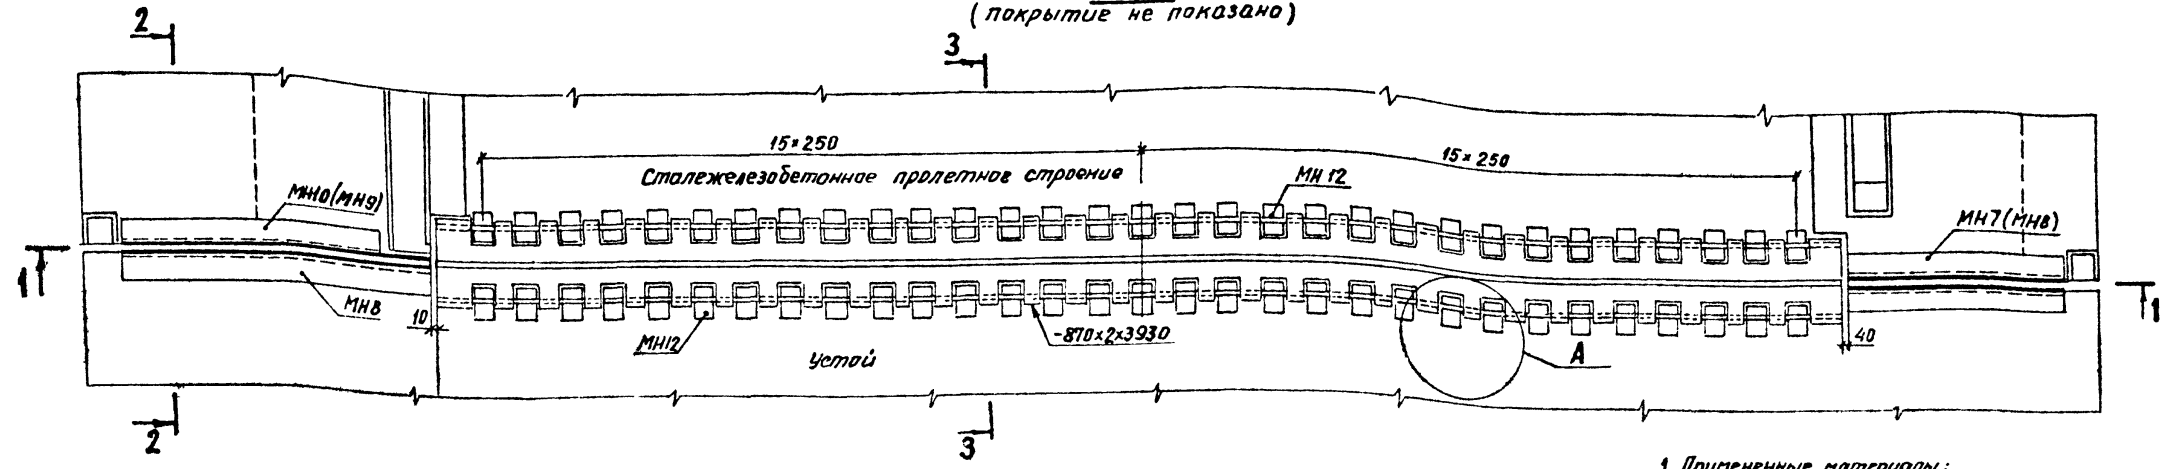 (покрытие не показано)
2
3
15×250
15×250
Сталежелезобетонное пролетное строение
МН12
МН10(МН9)
МН7(МН8)
1
1
МН8
10
МН12
-870×2×3930
Устой
А
40
2
3
1. Примененные материалы: